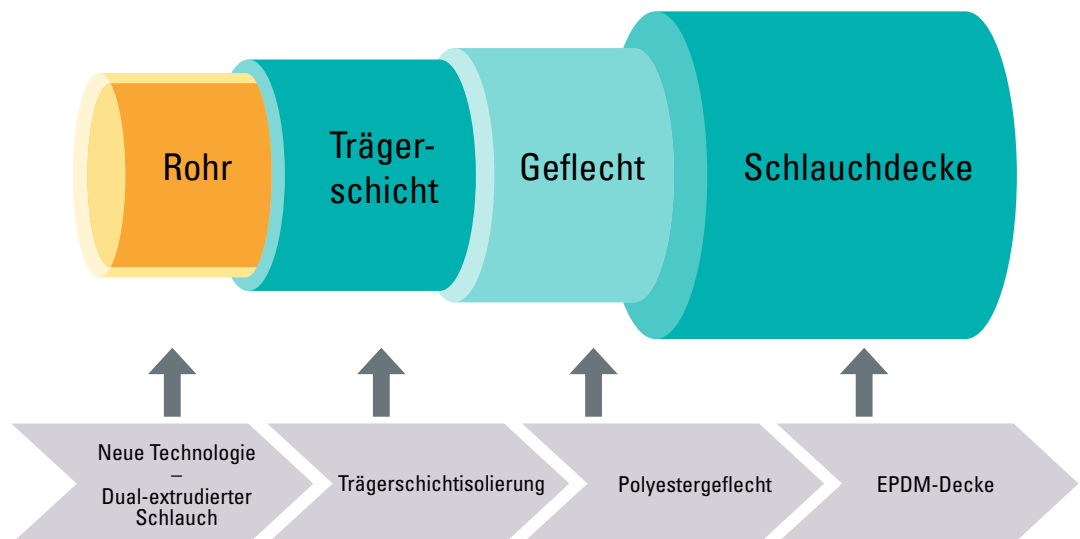 Rohr
Träger-
schicht
Geflecht
Schlauchdecke
Neue Technologie
–
Dual-extrudierter
Schlauch
Trägerschichtisolierung
Polyestergeflecht
EPDM-Decke